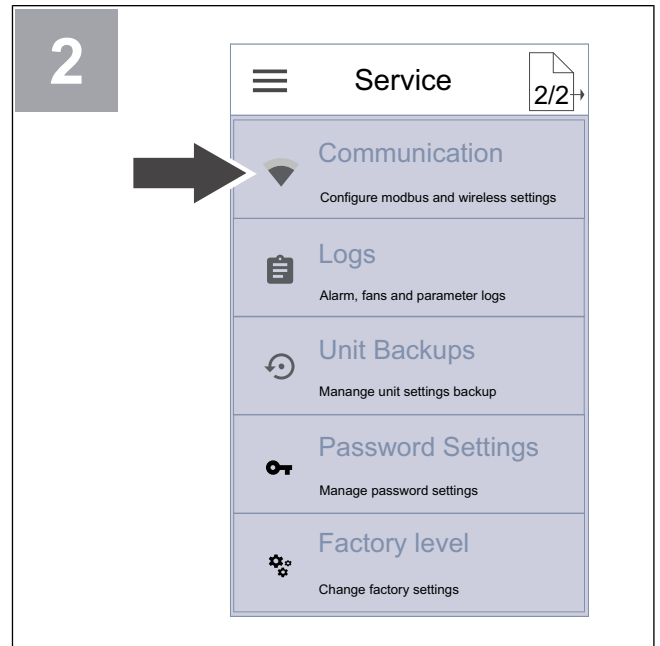 2
Service
2/2
Communication
Configure modbus and wireless settings
Logs
Alarm, fans and parameter logs
Unit Backups
Manange unit settings backup
Password Settings
Manage password settings
Factory level
Change factory settings